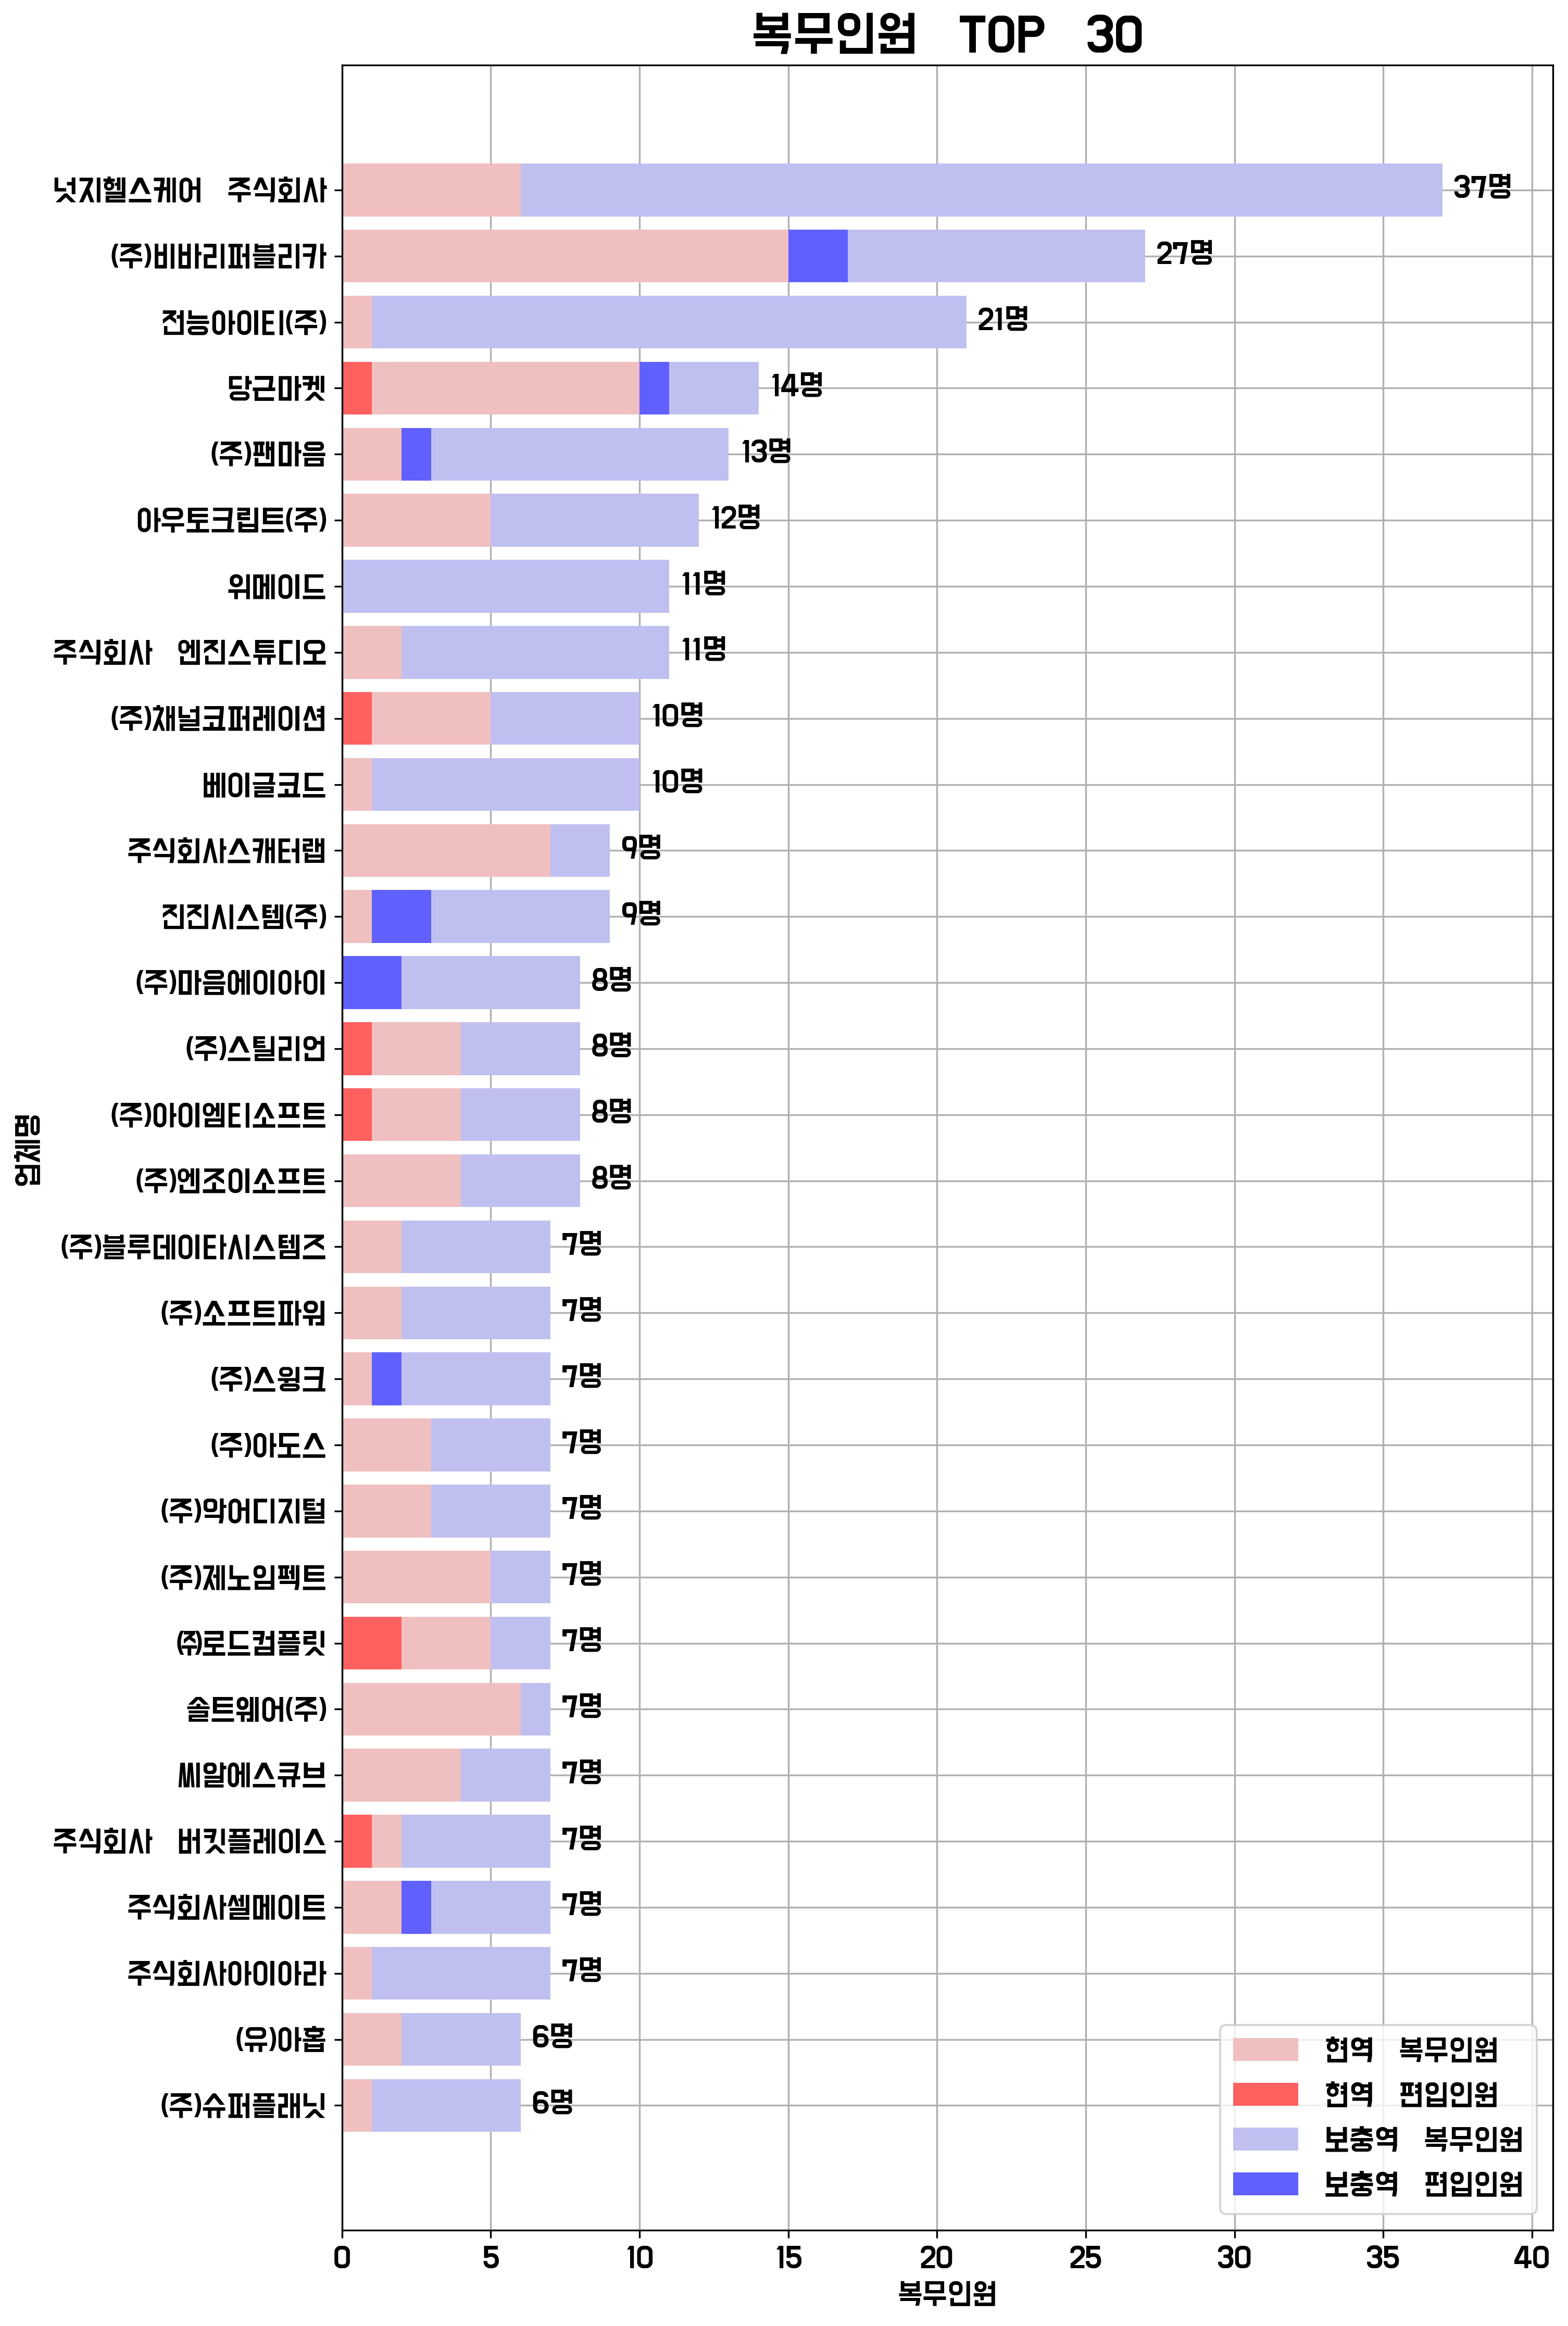 복무인원 TOP 30
넛지헬스케어 주식회사
37명
(주)비바리퍼블리카
27명
전능아이티(주)
21명
당근마켓
14명
(주)팬마음
13명
아우토크립트(주)
12명
위메이드
11명
주식회사 엔진스튜디오
11명
(주)채널코퍼레이션
10명
베이글코드
10명
주식회사스캐터랩
9명
진진시스템(주)
9명
(주)마음에이아이
8명
(주)스틸리언
8명
(주)아이엠티소프트
8명
(주)엔조이소프트
8명
(주)블루데이타시스템즈
7명
(주)소프트파워
7명
(주)스윙크
7명
(주)아도스
7명
(주)악어디지털
7명
(주)제노임펙트
7명
㈜로드컴플릿
7명
솔트웨어(주)
7명
씨알에스큐브
7명
주식회사 버킷플레이스
7명
주식회사셀메이트
7명
주식회사아이아라
7명
(유)아홉
6명
(주)슈퍼플래닛
6명
업체명
현역 복무인원
현역 편입인원
보충역 복무인원
보충역 편입인원
0 5 10 15 20 25 30 35 40
복무인원